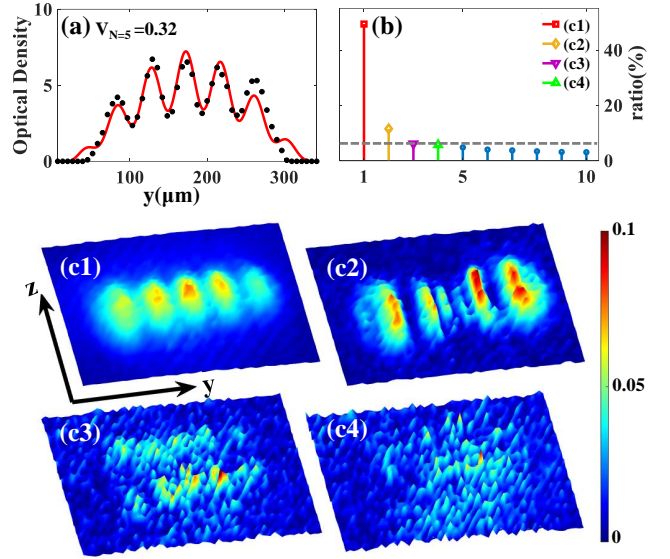 (a) V_N=5=0.32
Optical Density
10
5
0
100 200 300
y(μm)
(b)
(c1)
(c2)
(c3)
(c4)
40
20
0
ratio(%)
1 5 10
(c1)
(c2)
(c3)
(c4)
z
y
0.1
0.05
0